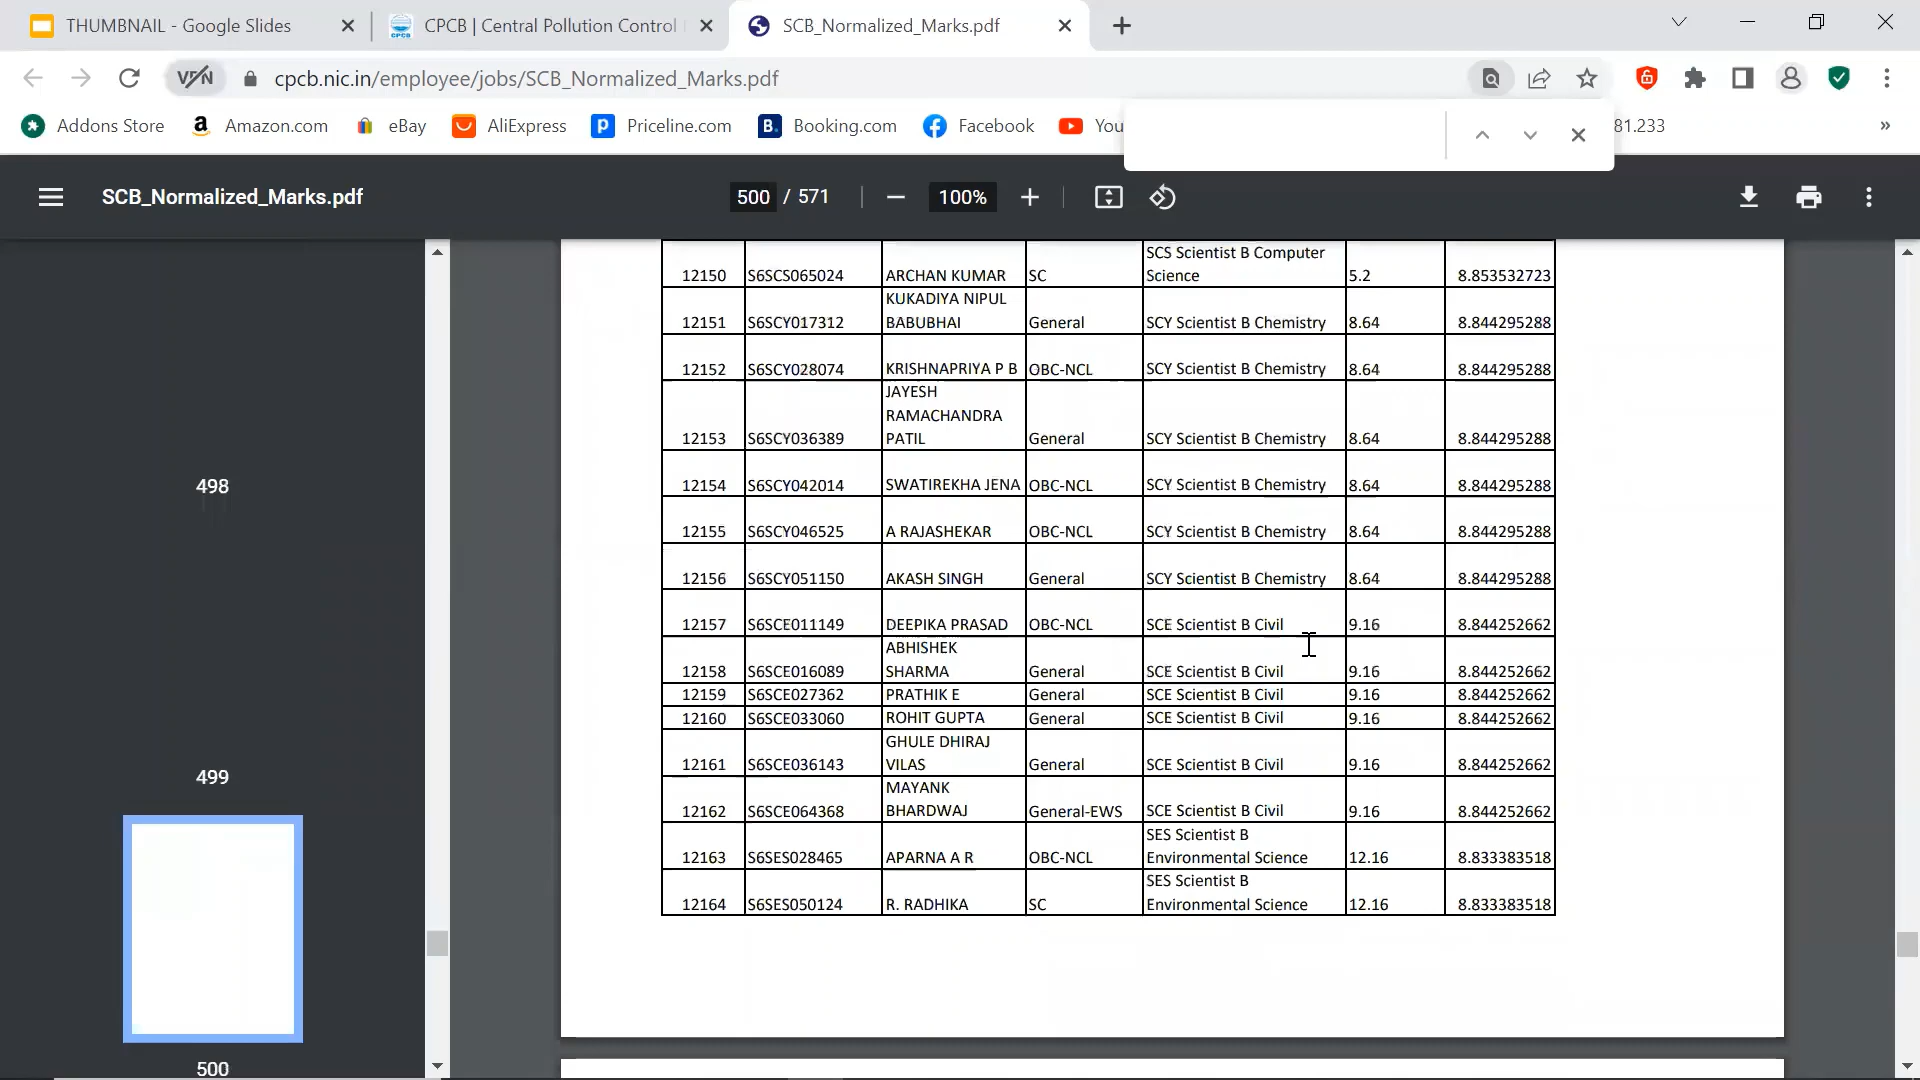 THUMBNAIL - Google Slides
CPCB | Central Pollution Control
SCB_Normalized_Marks.pdf
VPN
cpcb.nic.in/employee/jobs/SCB_Normalized_Marks.pdf
Addons Store
Amazon.com
eBay
AliExpress
Priceline.com
Booking.com
Facebook
You
81.233
SCB_Normalized_Marks.pdf
500 / 571
100%
498
499
500
SCS Scientist B Computer
12150 S6SCS065024 ARCHAN KUMAR SC Science 5.2 8.853532723
KUKADIYA NIPUL
12151 S6SCY017312 BABUBHAI General SCY Scientist B Chemistry 8.64 8.844295288
12152 S6SCY028074 KRISHNAPRIYA P B OBC-NCL SCY Scientist B Chemistry 8.64 8.844295288
JAYESH
RAMACHANDRA
12153 S6SCY036389 PATIL General SCY Scientist B Chemistry 8.64 8.844295288
12154 S6SCY042014 SWATIREKHA JENA OBC-NCL SCY Scientist B Chemistry 8.64 8.844295288
12155 S6SCY046525 A RAJASHEKAR OBC-NCL SCY Scientist B Chemistry 8.64 8.844295288
12156 S6SCY051150 AKASH SINGH General SCY Scientist B Chemistry 8.64 8.844295288
12157 S6SCE011149 DEEPIKA PRASAD OBC-NCL SCE Scientist B Civil 9.16 8.844252662
ABHISHEK
12158 S6SCE016089 SHARMA General SCE Scientist B Civil 9.16 8.844252662
12159 S6SCE027362 PRATHIK E General SCE Scientist B Civil 9.16 8.844252662
12160 S6SCE033060 ROHIT GUPTA General SCE Scientist B Civil 9.16 8.844252662
GHULE DHIRAJ
12161 S6SCE036143 VILAS General SCE Scientist B Civil 9.16 8.844252662
MAYANK
12162 S6SCE064368 BHARDWAJ General-EWS SCE Scientist B Civil 9.16 8.844252662
SES Scientist B
12163 S6SES028465 APARNA A R OBC-NCL Environmental Science 12.16 8.833383518
SES Scientist B
12164 S6SES050124 R. RADHIKA SC Environmental Science 12.16 8.833383518